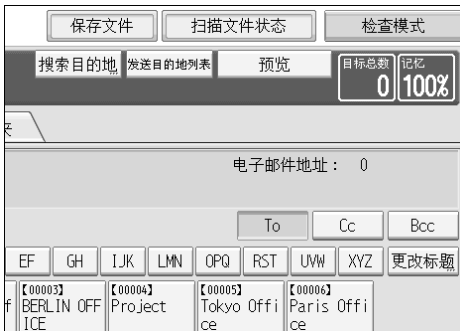 保存文件 扫描文件状态 检查模式
搜索目的地 发送目的地列表 预览 目标总数 0 记忆 100%
电子邮件地址： 0
To Cc Bcc
EF GH IJK LMN OPQ RST UVW XYZ 更改标题
【00003】 【00004】 【00005】 【00006】
f BERLIN OFF Project Tokyo Offi Paris Offi
ICE ce ce